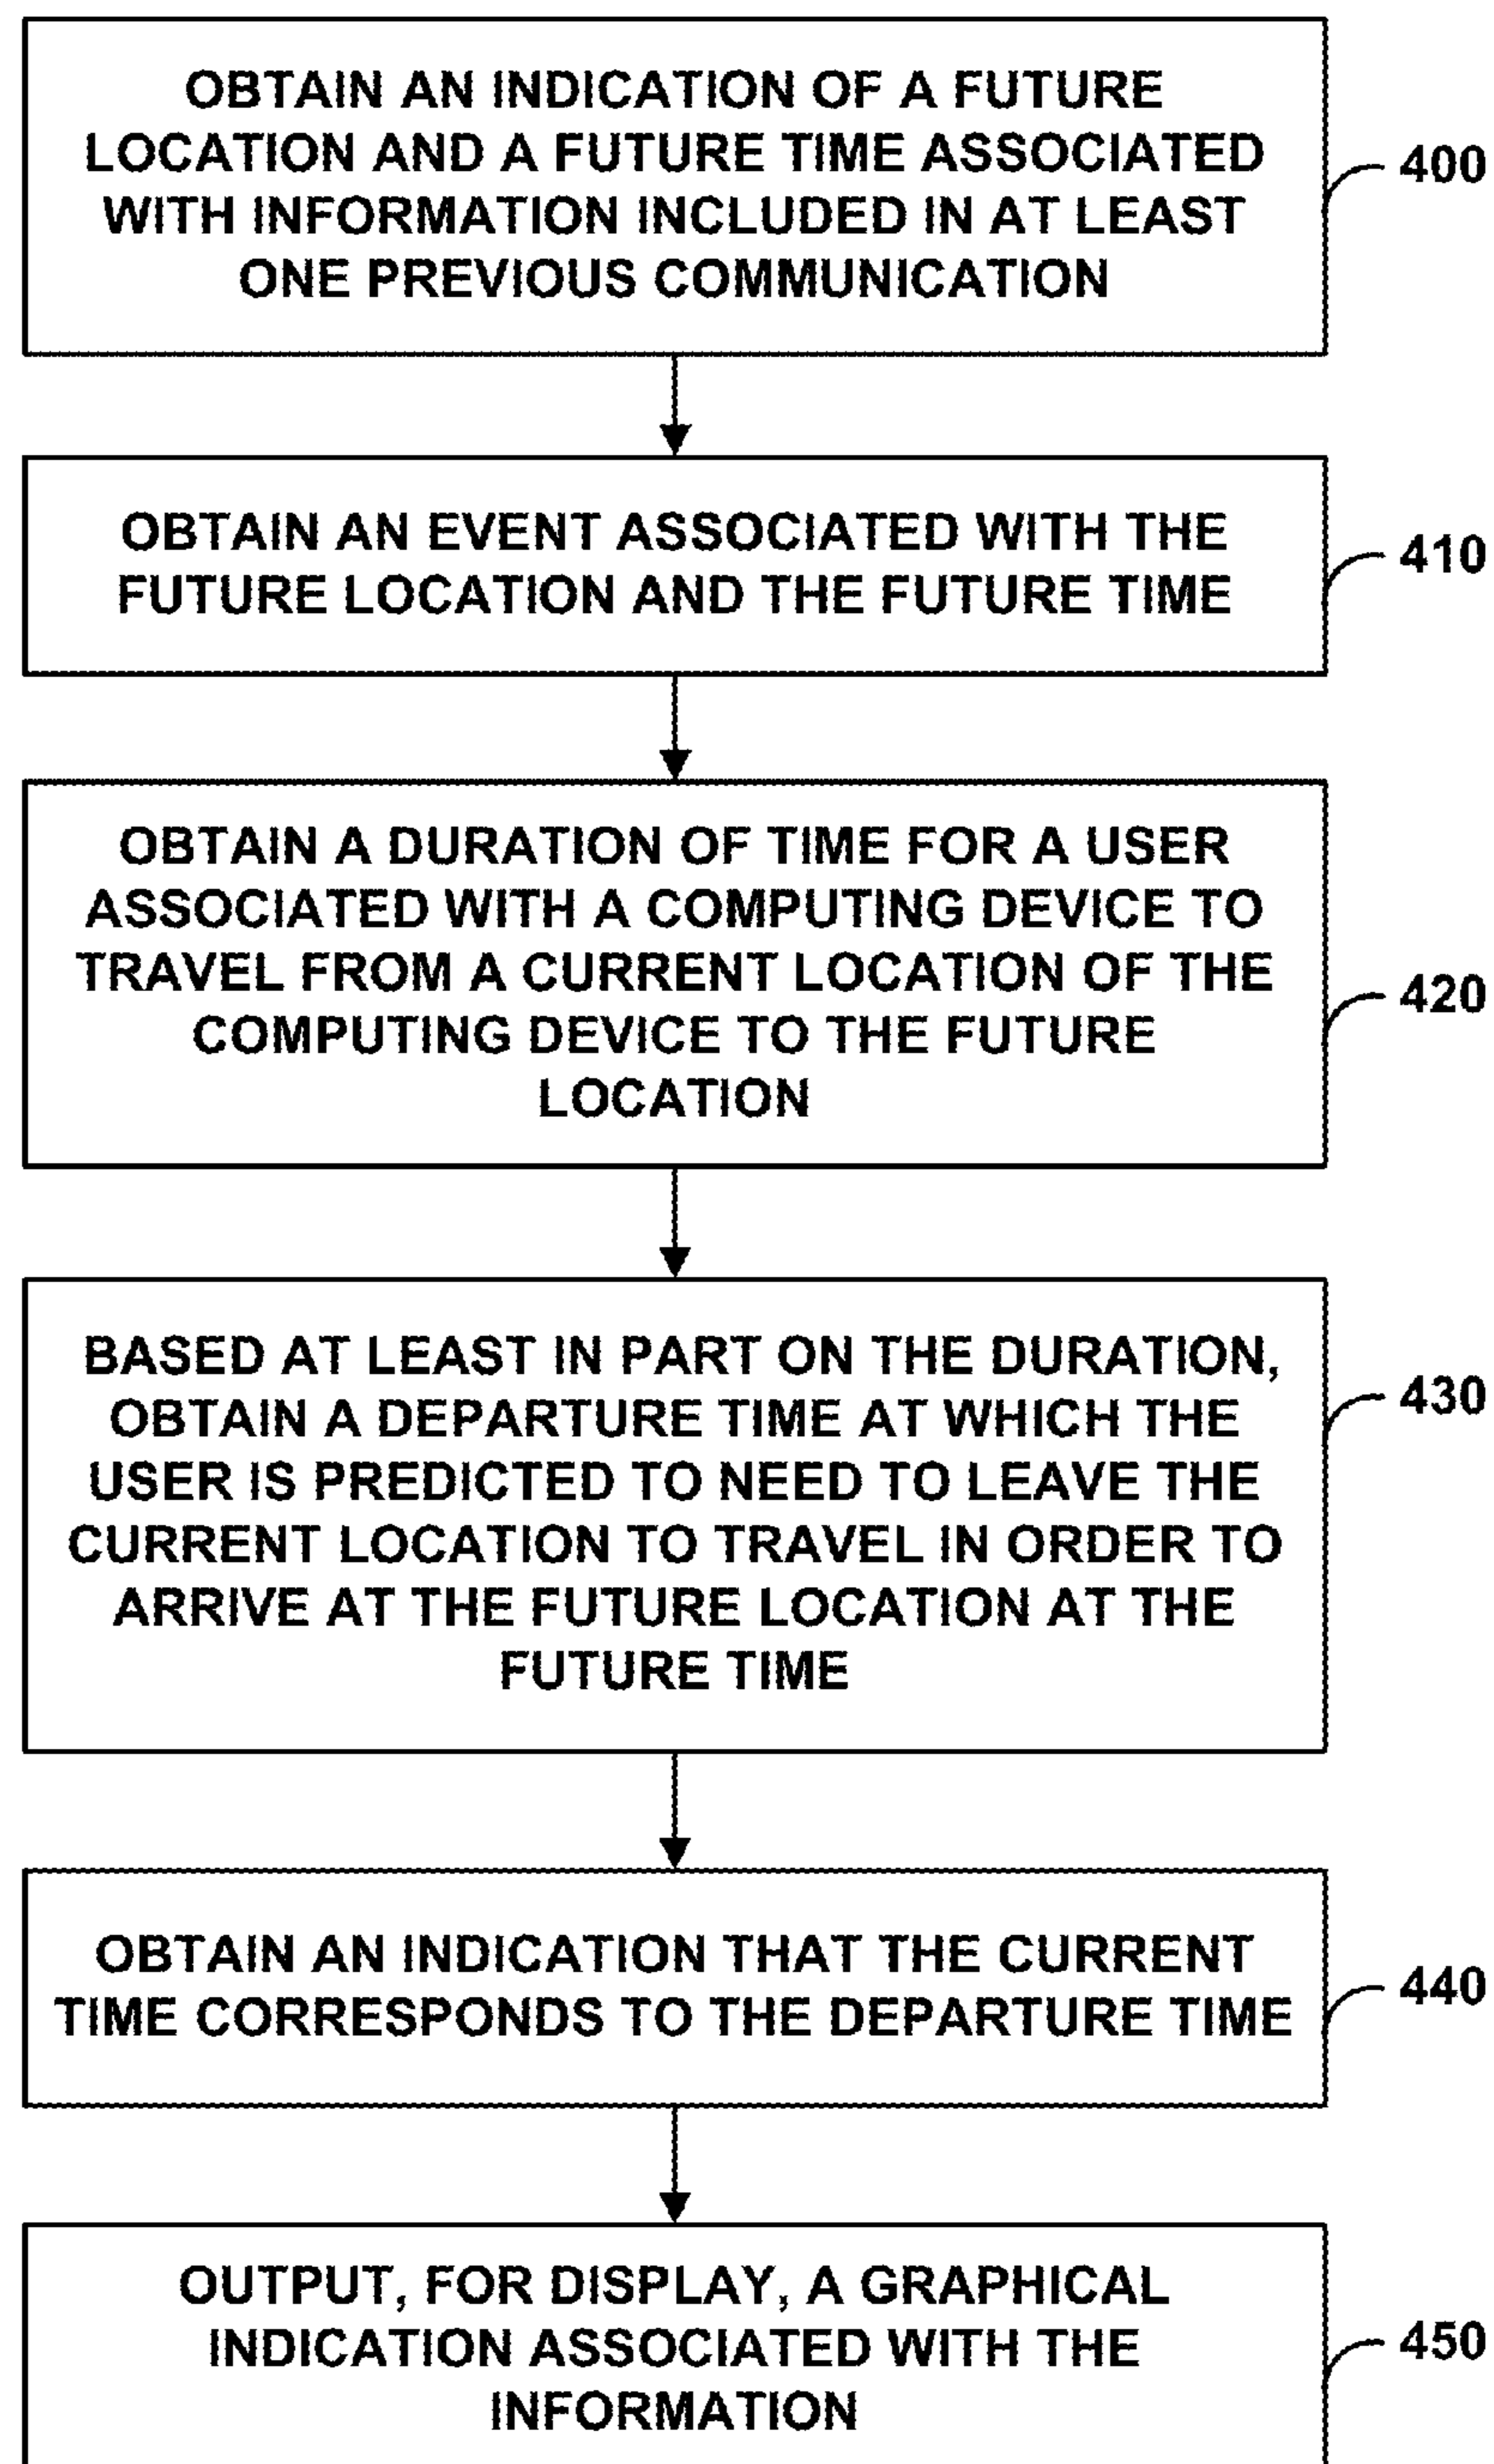 OBTAIN AN INDICATION OF A FUTURE
LOCATION AND A FUTURE TIME ASSOCIATED
WITH INFORMATION INCLUDED IN AT LEAST
ONE PREVIOUS COMMUNICATION
400
OBTAIN AN EVENT ASSOCIATED WITH THE
FUTURE LOCATION AND THE FUTURE TIME
410
OBTAIN A DURATION OF TIME FOR A USER
ASSOCIATED WITH A COMPUTING DEVICE TO
TRAVEL FROM A CURRENT LOCATION OF THE
COMPUTING DEVICE TO THE FUTURE
LOCATION
420
BASED AT LEAST IN PART ON THE DURATION,
OBTAIN A DEPARTURE TIME AT WHICH THE
USER IS PREDICTED TO NEED TO LEAVE THE
CURRENT LOCATION TO TRAVEL IN ORDER TO
ARRIVE AT THE FUTURE LOCATION AT THE
FUTURE TIME
430
OBTAIN AN INDICATION THAT THE CURRENT
TIME CORRESPONDS TO THE DEPARTURE TIME
440
OUTPUT, FOR DISPLAY, A GRAPHICAL
INDICATION ASSOCIATED WITH THE
INFORMATION
450